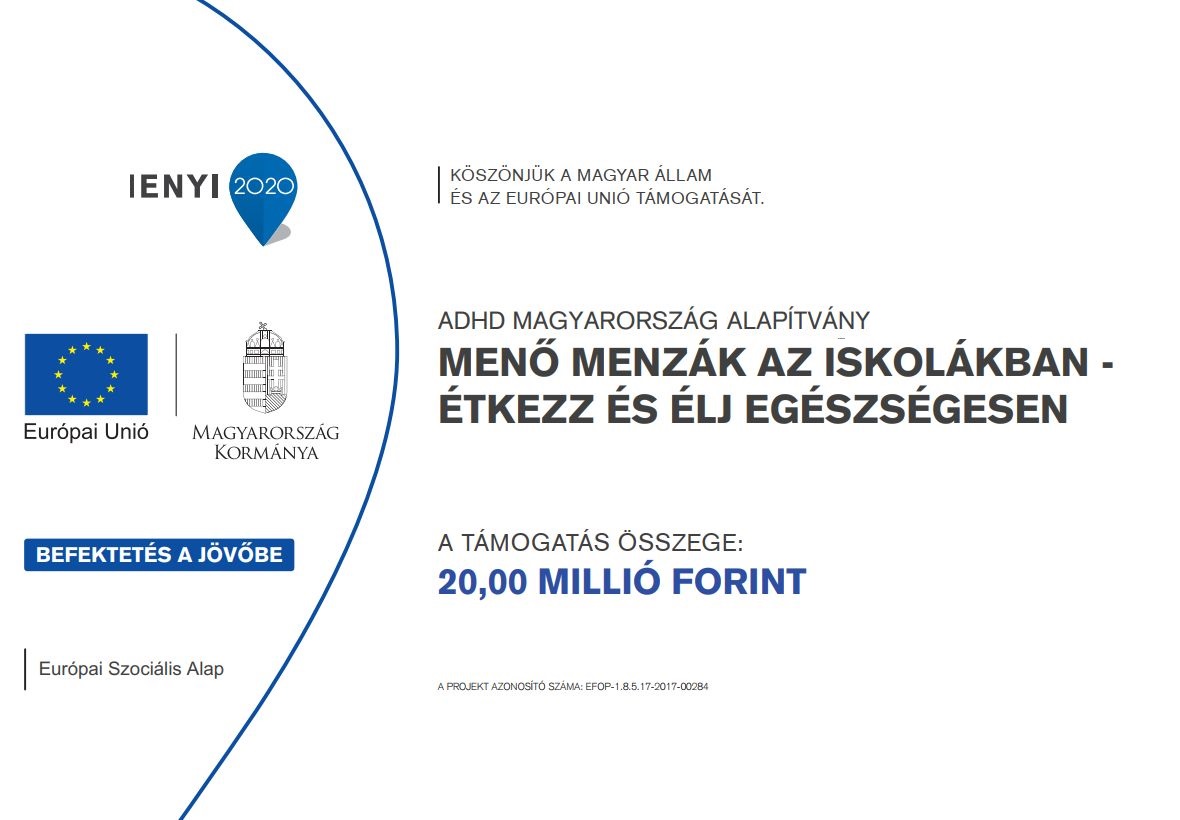 IENYI 2020
Európai Unió
MAGYARORSZÁG
KORMÁNYA
BEFEKTETÉS A JÖVŐBE
Európai Szociális Alap
KÖSZÖNJÜK A MAGYAR ÁLLAM
ÉS AZ EURÓPAI UNIÓ TÁMOGATÁSÁT.
ADHD MAGYARORSZÁG ALAPÍTVÁNY
MENŐ MENZÁK AZ ISKOLÁKBAN -
ÉTKEZZ ÉS ÉLJ EGÉSZSÉGESEN
A TÁMOGATÁS ÖSSZEGE:
20,00 MILLIÓ FORINT
A PROJEKT AZONOSÍTÓ SZÁMA: EFOP-1.8.5.17-2017-00284